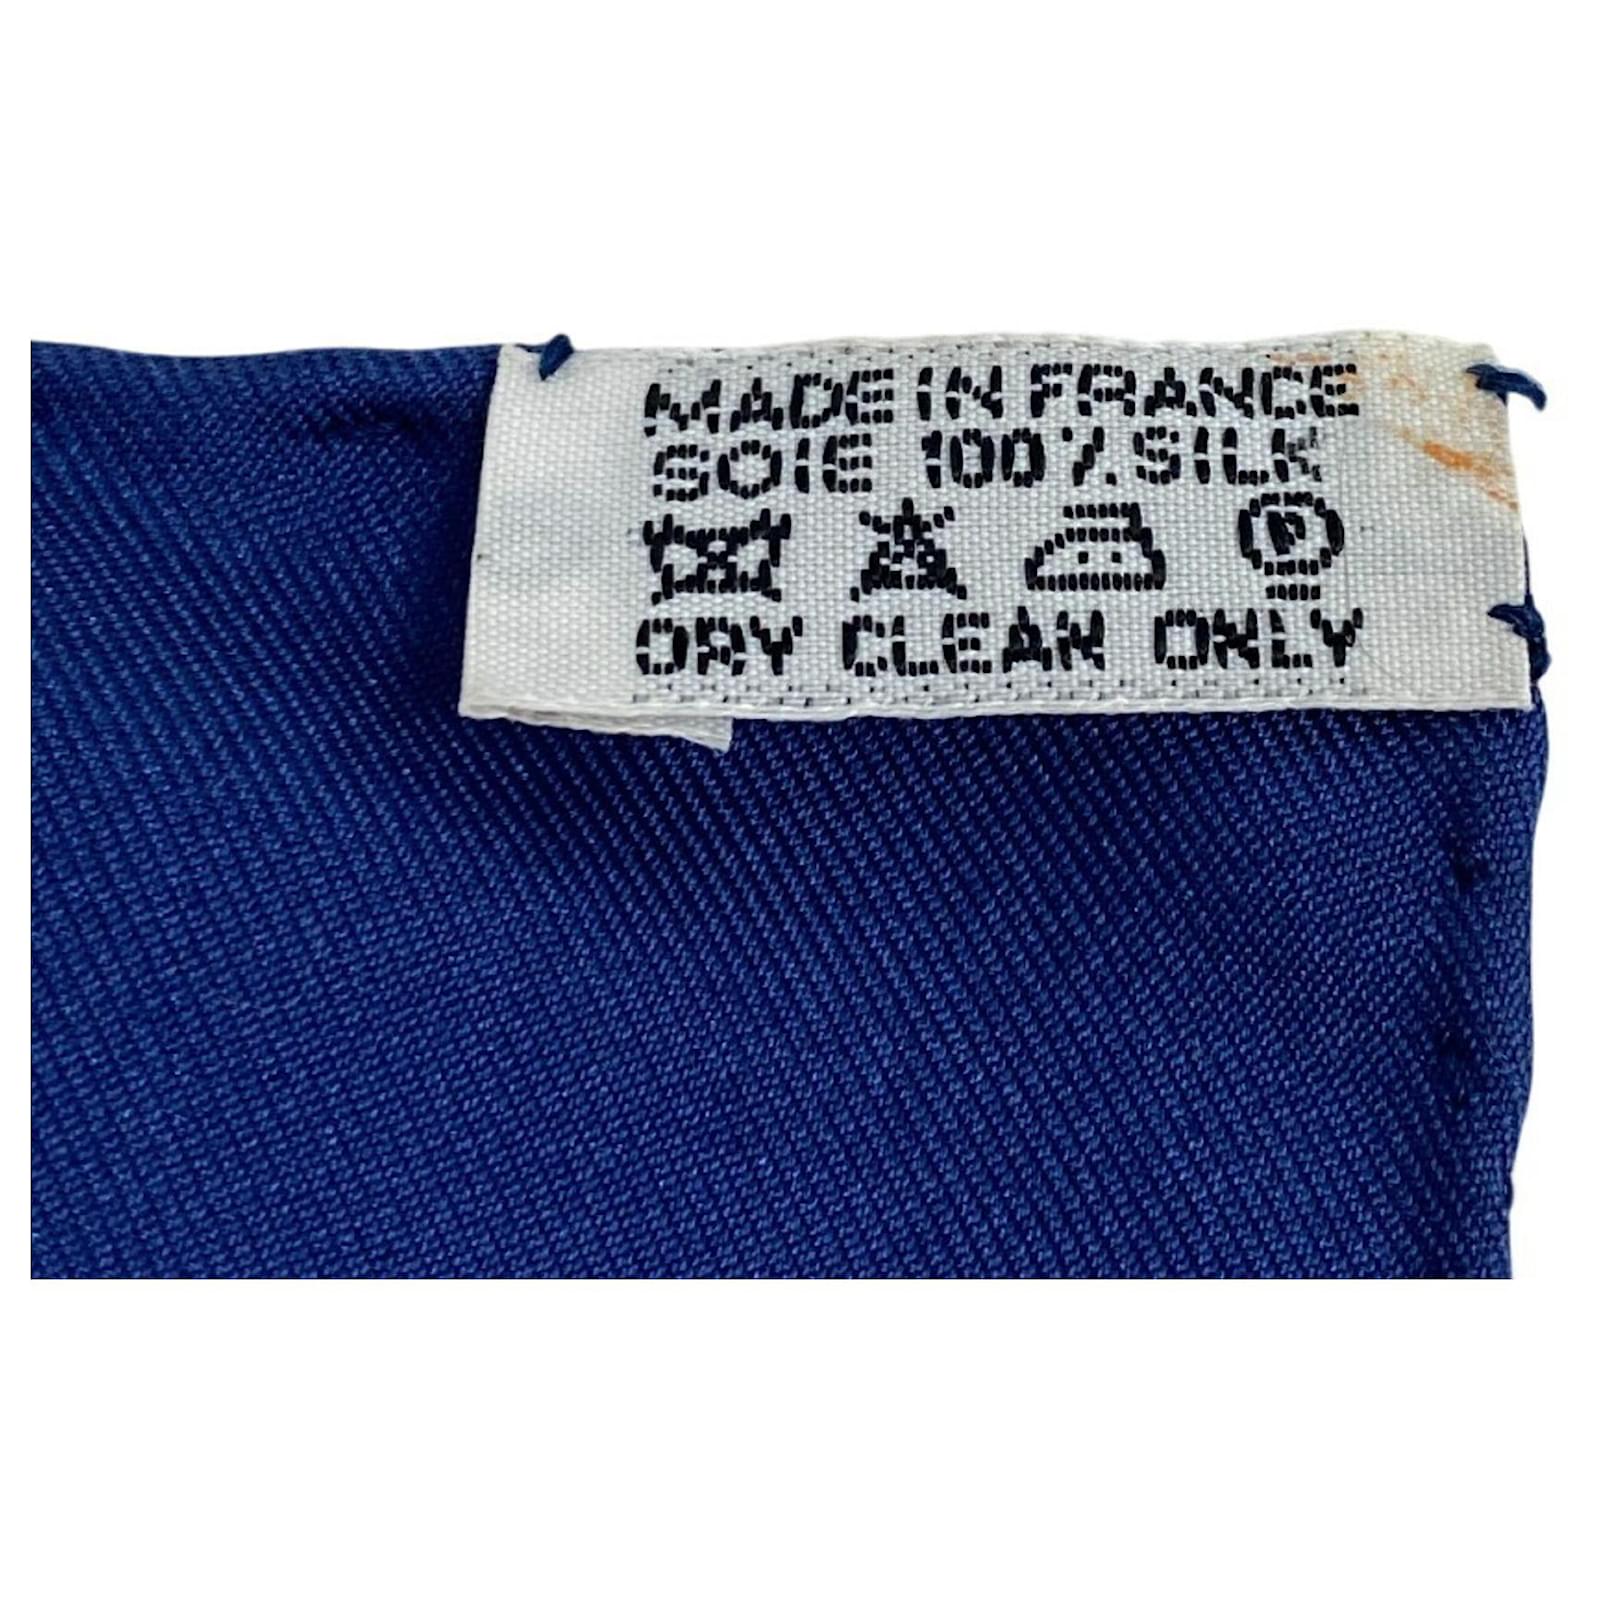 MADE IN FRANCE
SOIE 100% SILK
P
DRY CLEAN ONLY